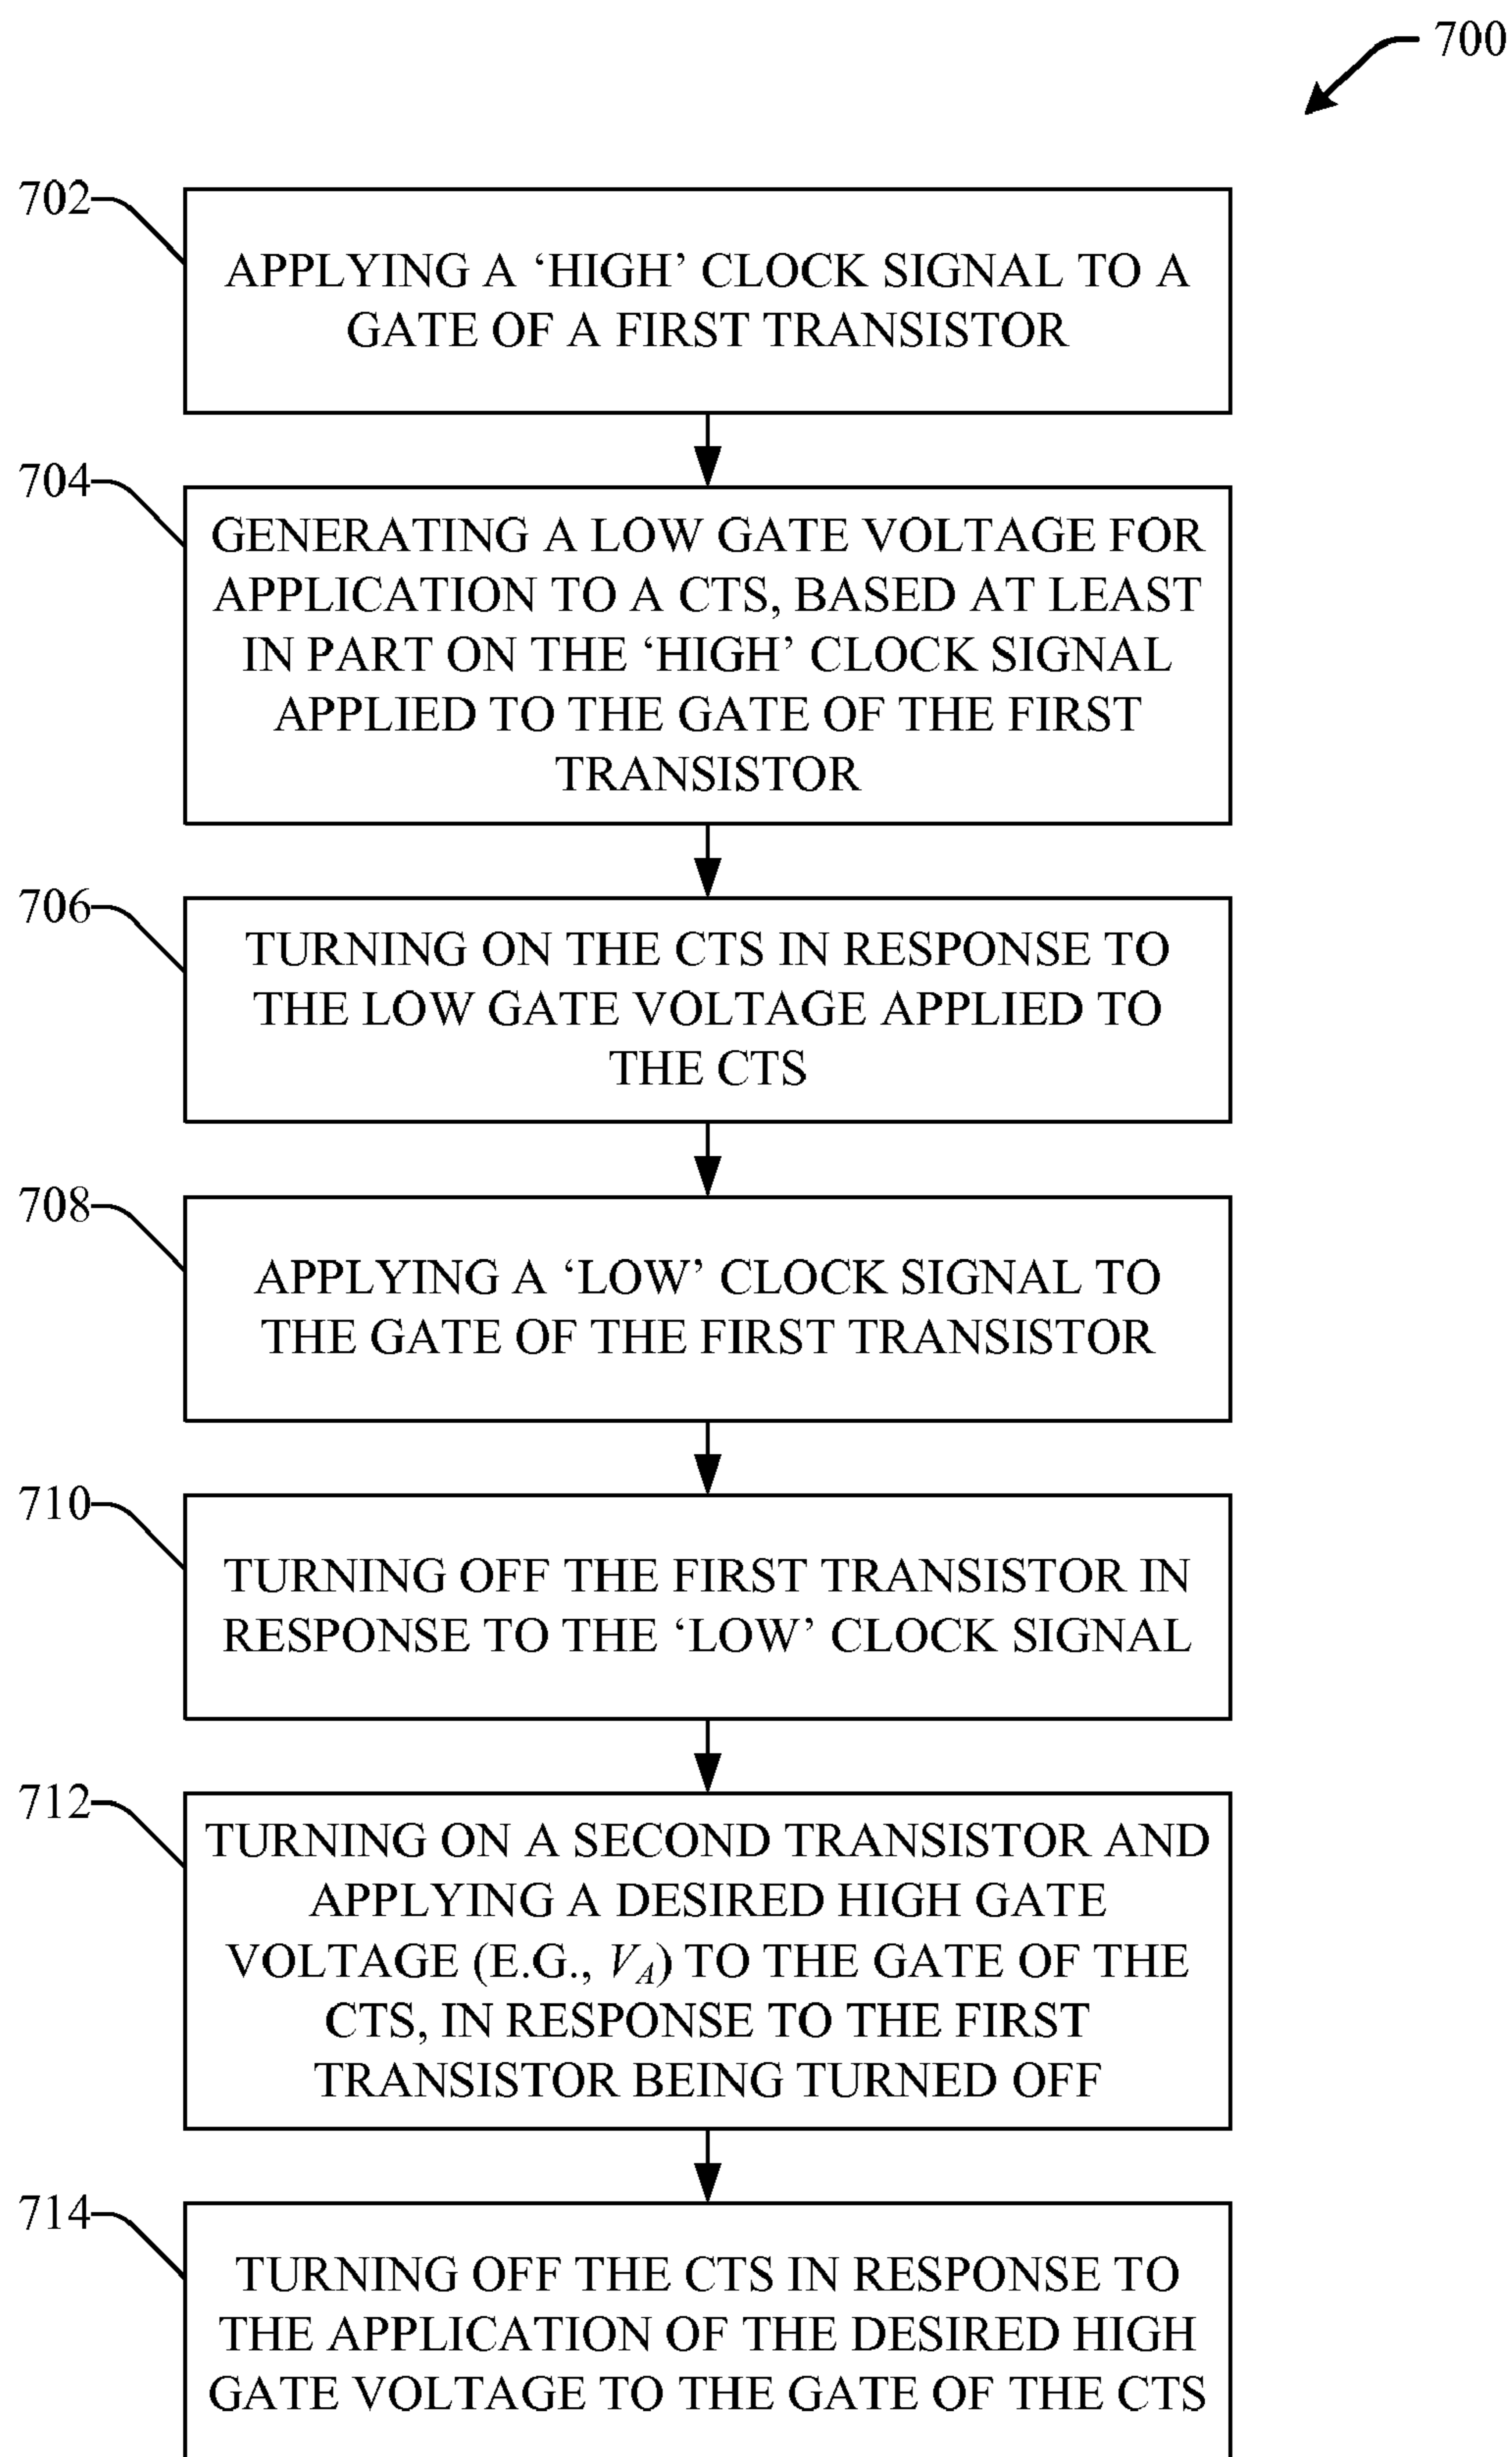 700
702
APPLYING A ‘HIGH’ CLOCK SIGNAL TO A
GATE OF A FIRST TRANSISTOR
704
GENERATING A LOW GATE VOLTAGE FOR
APPLICATION TO A CTS, BASED AT LEAST
IN PART ON THE ‘HIGH’ CLOCK SIGNAL
APPLIED TO THE GATE OF THE FIRST
TRANSISTOR
706
TURNING ON THE CTS IN RESPONSE TO
THE LOW GATE VOLTAGE APPLIED TO
THE CTS
708
APPLYING A ‘LOW’ CLOCK SIGNAL TO
THE GATE OF THE FIRST TRANSISTOR
710
TURNING OFF THE FIRST TRANSISTOR IN
RESPONSE TO THE ‘LOW’ CLOCK SIGNAL
712
TURNING ON A SECOND TRANSISTOR AND
APPLYING A DESIRED HIGH GATE
VOLTAGE (E.G., V_A) TO THE GATE OF THE
CTS, IN RESPONSE TO THE FIRST
TRANSISTOR BEING TURNED OFF
714
TURNING OFF THE CTS IN RESPONSE TO
THE APPLICATION OF THE DESIRED HIGH
GATE VOLTAGE TO THE GATE OF THE CTS